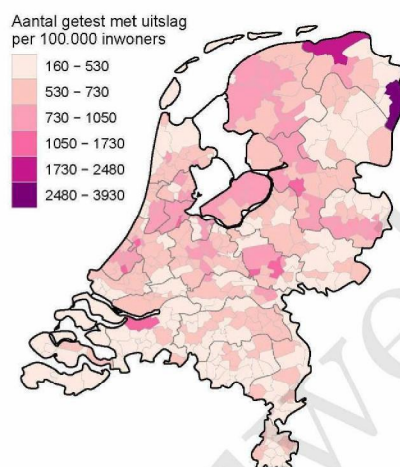 Aantal getest met uitslag
per 100.000 inwoners
160 – 530
530 – 730
730 – 1050
1050 – 1730
1730 – 2480
2480 – 3930